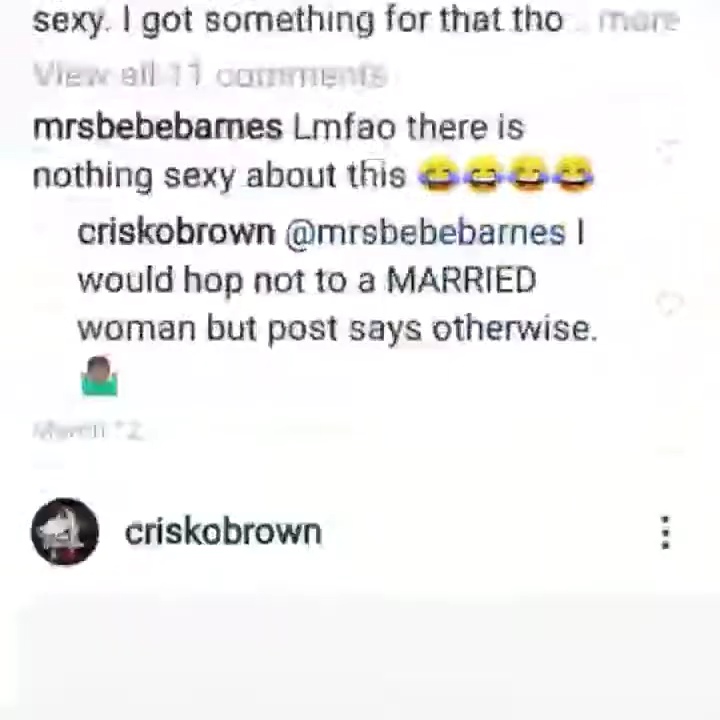 sexy. I got something for that tho .. more
View all 11 comments
mrsbebebarnes Lmfao there is
nothing sexy about this 😂😂😂😂
criskobrown @mrsbebebarnes I
would hop not to a MARRIED
woman but post says otherwise.
🤷🏾‍♂️
March 12
criskobrown